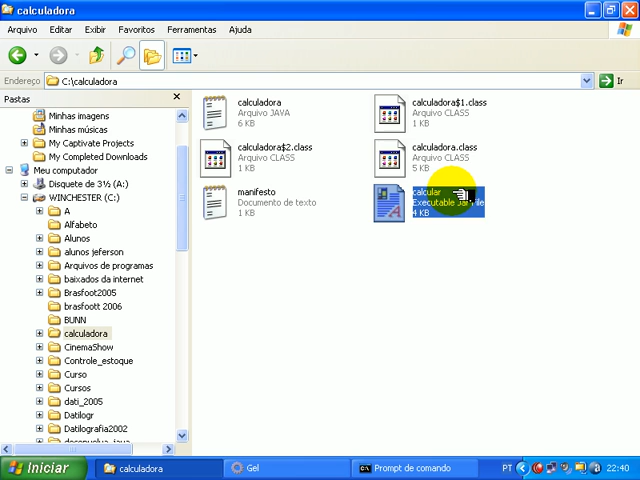 calculadora
Arquivo Editar Exibir Favoritos Ferramentas Ajuda
Endereço C:\calculadora Ir
Pastas
Minhas imagens
Minhas músicas
My Captivate Projects
My Completed Downloads
Meu computador
Disquete de 3½ (A:)
WINCHESTER (C:)
A
Alfabeto
Alunos
alunos jeferson
Arquivos de programas
baixados da internet
Brasfoot2005
brasfoott 2006
BUNN
calculadora
CinemaShow
Controle_estoque
Curso
Cursos
dati_2005
Datilogr
Datilografia2002
desenvolva_java
calculadora
Arquivo JAVA
6 KB
calculadora$1.class
Arquivo CLASS
1 KB
calculadora$2.class
Arquivo CLASS
1 KB
calculadora.class
Arquivo CLASS
5 KB
manifesto
Documento de texto
1 KB
calcular
Executable Jar File
4 KB
Iniciar calculadora Gel Prompt de comando PT 22:40